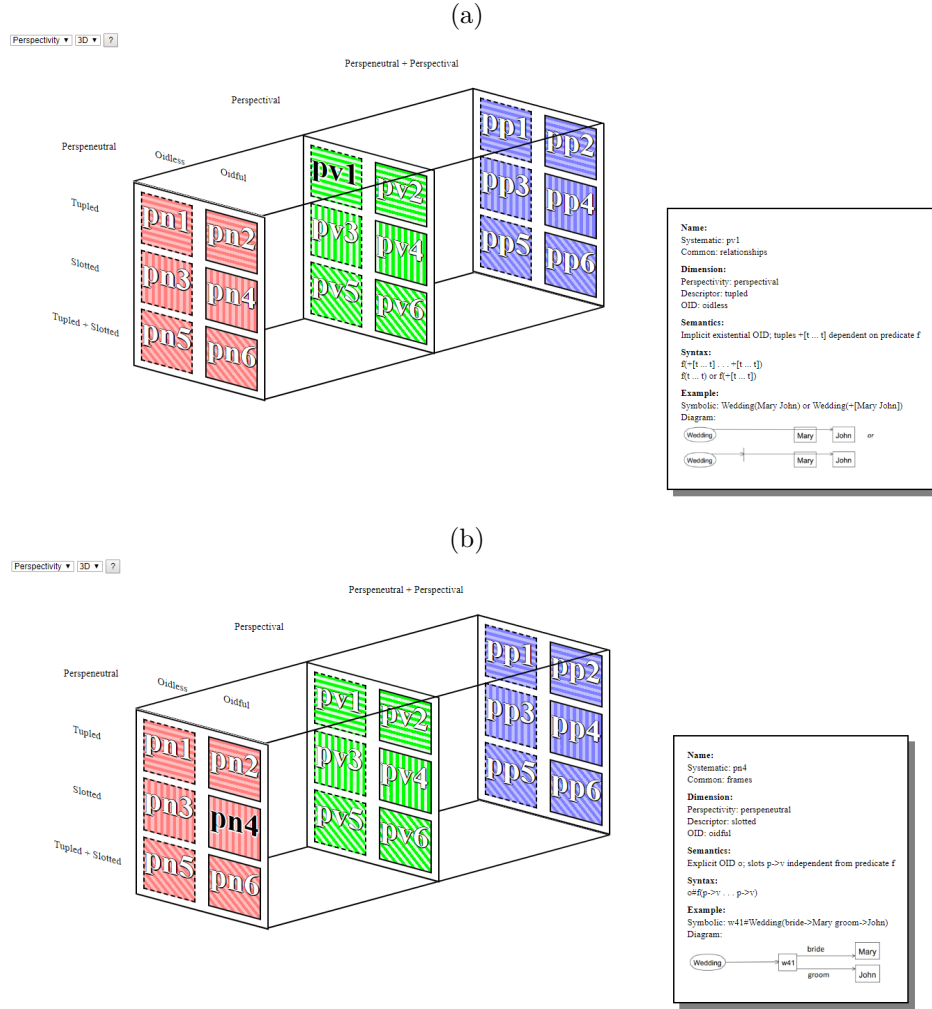 (a)
Perspectivity ▾ 3D ▾ ?
Perspeneutral + Perspectival
Perspectival
Perspeneutral
Oidless
Oidful
Tupled
Slotted
Tupled + Slotted
pn1 pn2
pn3 pn4
pn5 pn6
pv1 pv2
pv3 pv4
pv5 pv6
pp1 pp2
pp3 pp4
pp5 pp6
Name:
Systematic: pv1
Common: relationships
Dimension:
Perspectivity: perspectival
Descriptor: tupled
OID: oidless
Semantics:
Implicit existential OID; tuples +[t ... t] dependent on predicate f
Syntax:
f(+[t ... t] . . . +[t ... t])
f(t ... t) or f(+[t ... t])
Example:
Symbolic: Wedding(Mary John) or Wedding(+[Mary John])
Diagram:
Wedding Mary John or
Wedding Mary John
(b)
Perspectivity ▾ 3D ▾ ?
Perspeneutral + Perspectival
Perspectival
Perspeneutral
Oidless
Oidful
Tupled
Slotted
Tupled + Slotted
pn1 pn2
pn3 pn4
pn5 pn6
pv1 pv2
pv3 pv4
pv5 pv6
pp1 pp2
pp3 pp4
pp5 pp6
Name:
Systematic: pn4
Common: frames
Dimension:
Perspectivity: perspeneutral
Descriptor: slotted
OID: oidful
Semantics:
Explicit OID o; slots p->v independent from predicate f
Syntax:
o#f(p->v . . . p->v)
Example:
Symbolic: w41#Wedding(bride->Mary groom->John)
Diagram:
Wedding w41 bride Mary
groom John